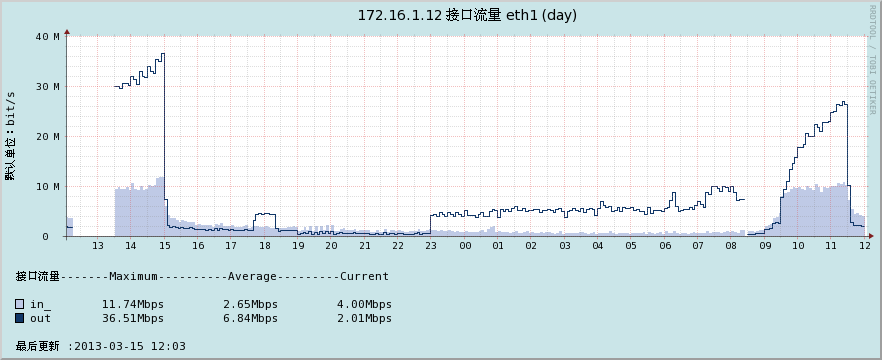 172.16.1.12 接口流量 eth1 (day)
RRDTOOL / TOBI OETIKER
默认单位：bit/s
40 M
30 M
20 M
10 M
0
13 14 15 16 17 18 19 20 21 22 23 00 01 02 03 04 05 06 07 08 09 10 11 12
接口流量-------Maximum----------Average---------Current
in_ 11.74Mbps 2.65Mbps 4.00Mbps
out 36.51Mbps 6.84Mbps 2.01Mbps
最后更新 :2013-03-15 12:03